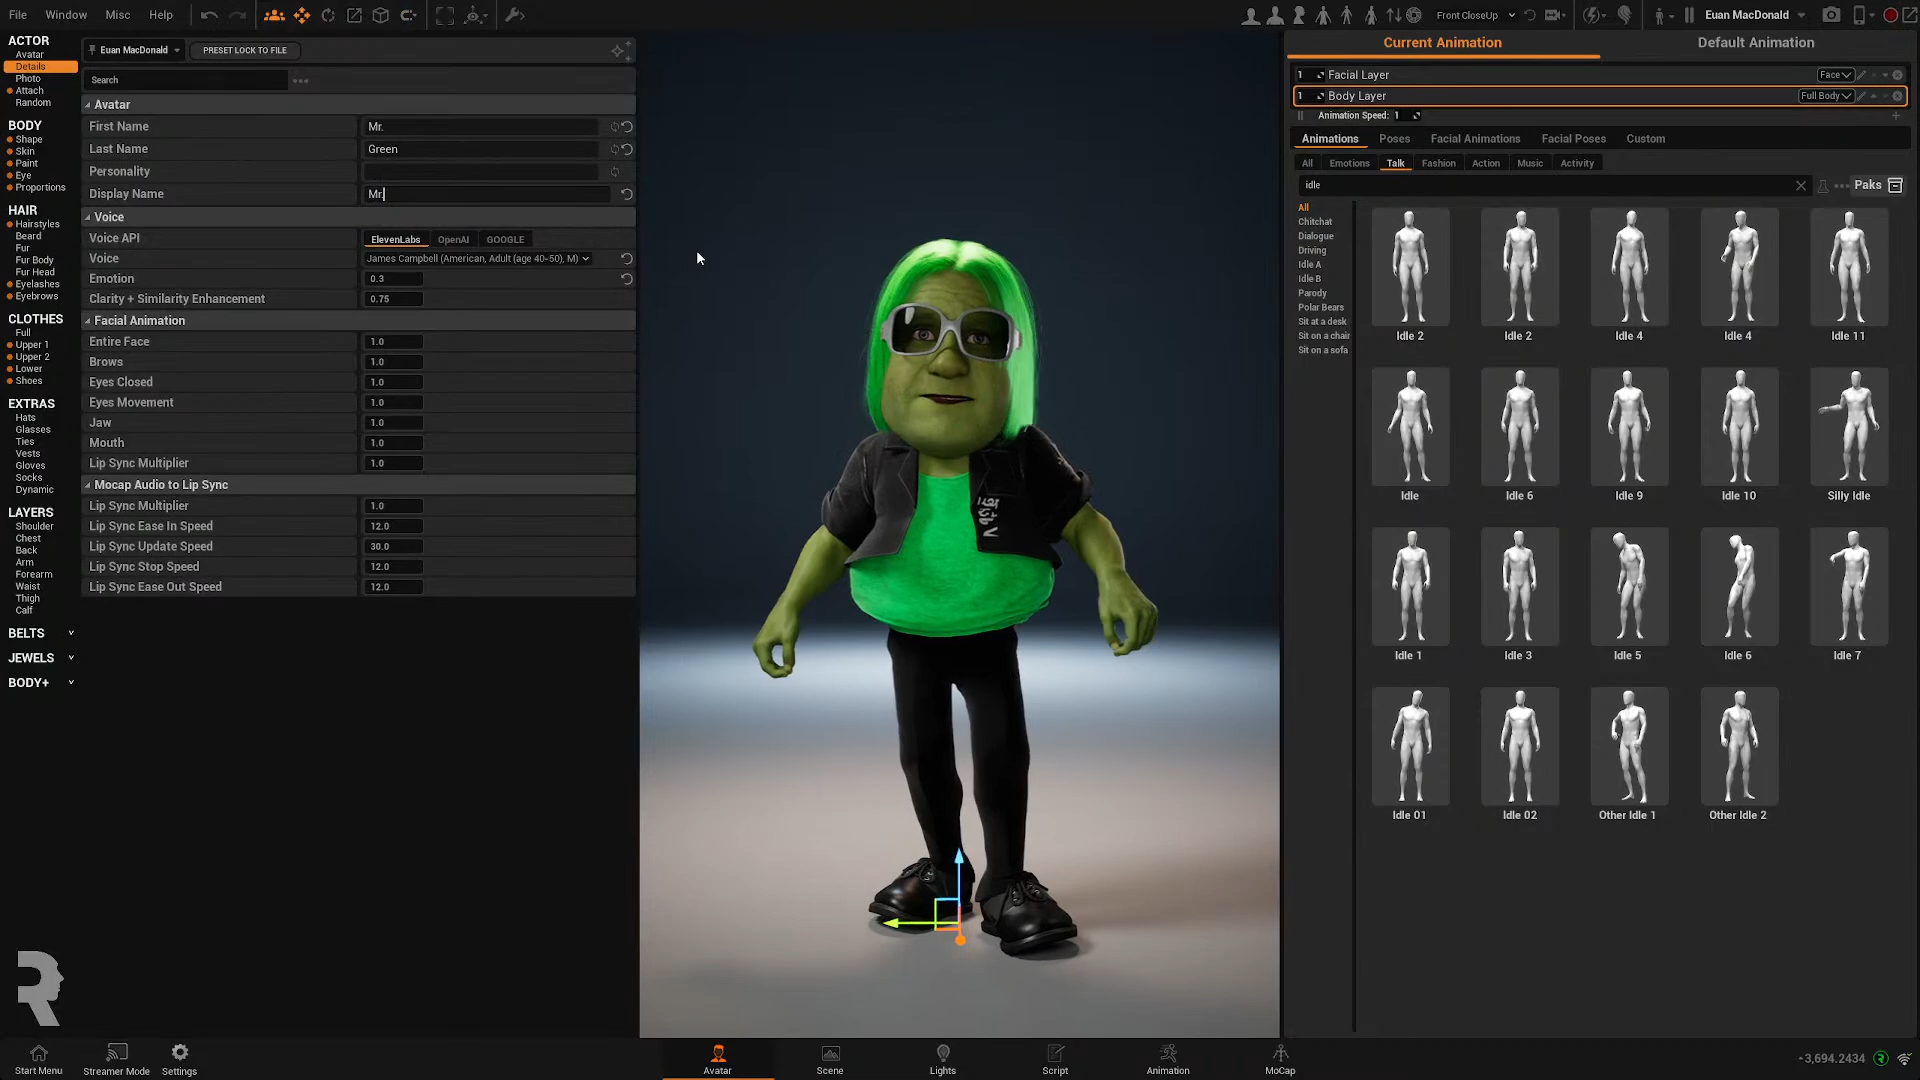 File Window Misc Help
Front CloseUp Euan MacDonald
ACTOR
Avatar
Details
Photo
Attach
Random
BODY
Shape
Skin
Paint
Eye
Proportions
HAIR
Hairstyles
Beard
Fur
Fur Body
Fur Head
Eyelashes
Eyebrows
CLOTHES
Full
Upper 1
Upper 2
Lower
Shoes
EXTRAS
Hats
Glasses
Ties
Vests
Gloves
Socks
Dynamic
LAYERS
Shoulder
Chest
Back
Arm
Forearm
Waist
Thigh
Calf
BELTS
JEWELS
BODY+
Euan MacDonald PRESET LOCK TO FILE
Search
Avatar
First Name Mr.
Last Name Green
Personality
Display Name Mr.
Voice
Voice API ElevenLabs OpenAI GOOGLE
Voice James Campbell (American, Adult (age 40-50), M)
Emotion 0.3
Clarity + Similarity Enhancement 0.75
Facial Animation
Entire Face 1.0
Brows 1.0
Eyes Closed 1.0
Eyes Movement 1.0
Jaw 1.0
Mouth 1.0
Lip Sync Multiplier 1.0
Mocap Audio to Lip Sync
Lip Sync Multiplier 1.0
Lip Sync Ease In Speed 12.0
Lip Sync Update Speed 30.0
Lip Sync Stop Speed 12.0
Lip Sync Ease Out Speed 12.0
Current Animation Default Animation
1 Facial Layer Face
1 Body Layer Full Body
Animation Speed: 1
Animations Poses Facial Animations Facial Poses Custom
All Emotions Talk Fashion Action Music Activity
idle Paks
All
Chitchat
Dialogue
Driving
Idle A
Idle B
Parody
Polar Bears
Sit at a desk
Sit on a chair
Sit on a sofa
Idle 2 Idle 2 Idle 4 Idle 4 Idle 11
Idle Idle 6 Idle 9 Idle 10 Silly Idle
Idle 1 Idle 3 Idle 5 Idle 6 Idle 7
Idle 01 Idle 02 Other Idle 1 Other Idle 2
Start Menu Streamer Mode Settings
Avatar Scene Lights Script Animation MoCap
-3,694.2434